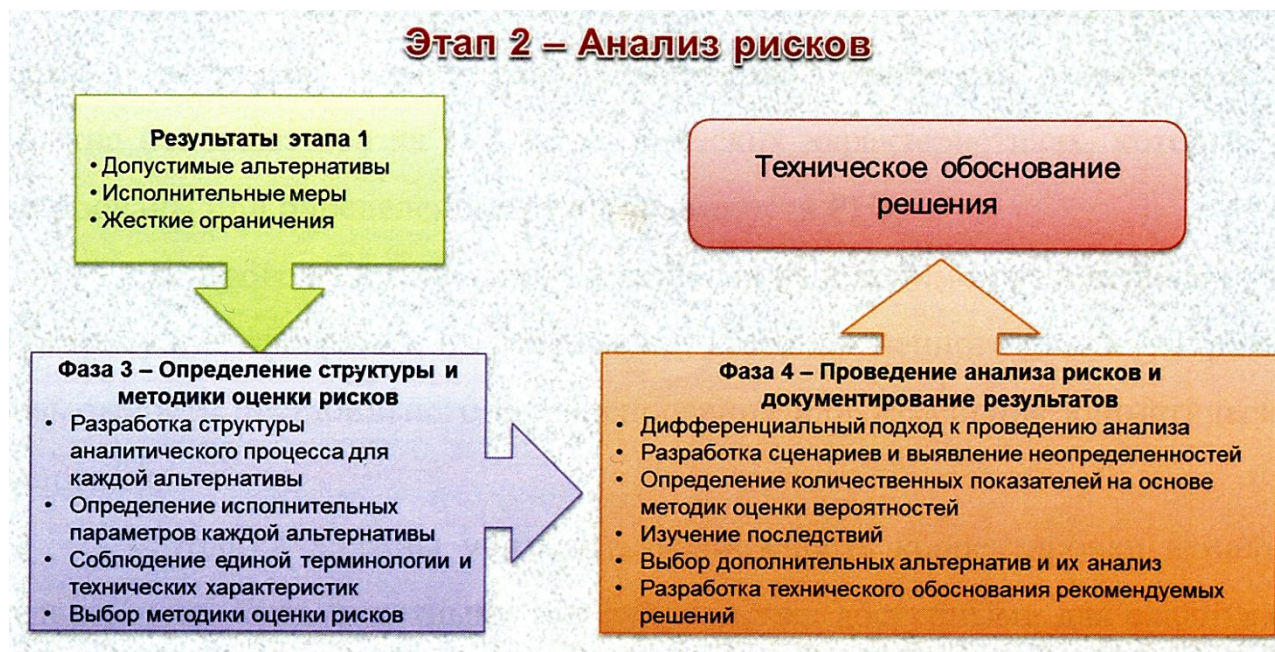 Этап 2 – Анализ рисков
Результаты этапа 1
• Допустимые альтернативы
• Исполнительные меры
• Жесткие ограничения
Техническое обоснование
решения
Фаза 3 – Определение структуры и
методики оценки рисков
• Разработка структуры
аналитического процесса для
каждой альтернативы
• Определение исполнительных
параметров каждой альтернативы
• Соблюдение единой терминологии и
технических характеристик
• Выбор методики оценки рисков
Фаза 4 – Проведение анализа рисков и
документирование результатов
• Дифференциальный подход к проведению анализа
• Разработка сценариев и выявление неопределенностей
• Определение количественных показателей на основе
методик оценки вероятностей
• Изучение последствий
• Выбор дополнительных альтернатив и их анализ
• Разработка технического обоснования рекомендуемых
решений